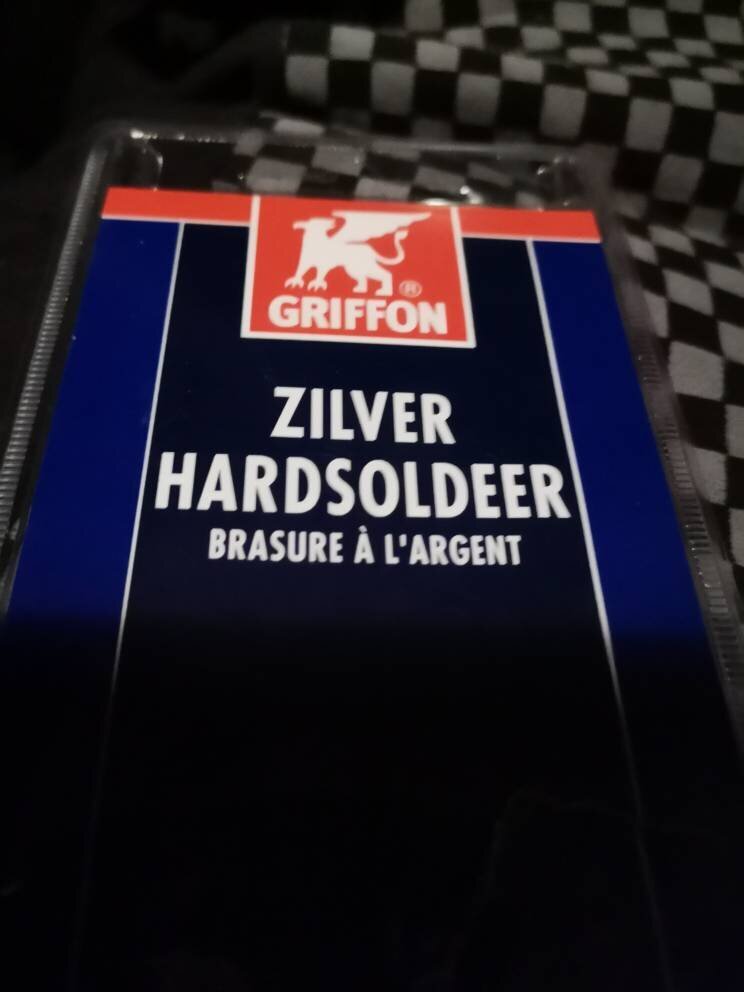 ®
GRIFFON
ZILVER
HARDSOLDEER
BRASURE À L'ARGENT